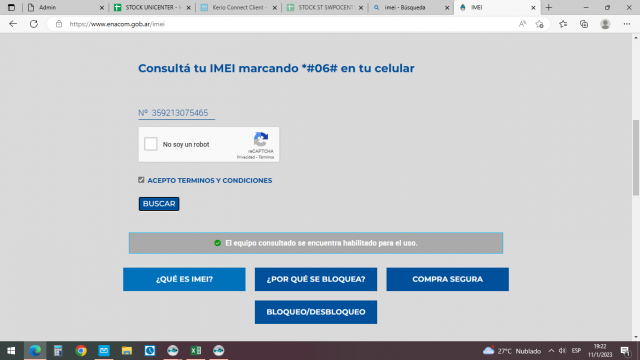 Admin
STOCK UNICENTER - H
Kerio Connect Client
STOCK ST SWPOCENT
imei - Búsqueda
IMEI
https://www.enacom.gob.ar/imei
Consultá tu IMEI marcando *#06# en tu celular
Nº 359213075465
No soy un robot
reCAPTCHA
Privacidad - Términos
ACEPTO TERMINOS Y CONDICIONES
BUSCAR
El equipo consultado se encuentra habilitado para el uso.
¿QUÉ ES IMEI?
¿POR QUÉ SE BLOQUEA?
COMPRA SEGURA
BLOQUEO/DESBLOQUEO
27°C Nublado
ESP
19:22
11/1/2023